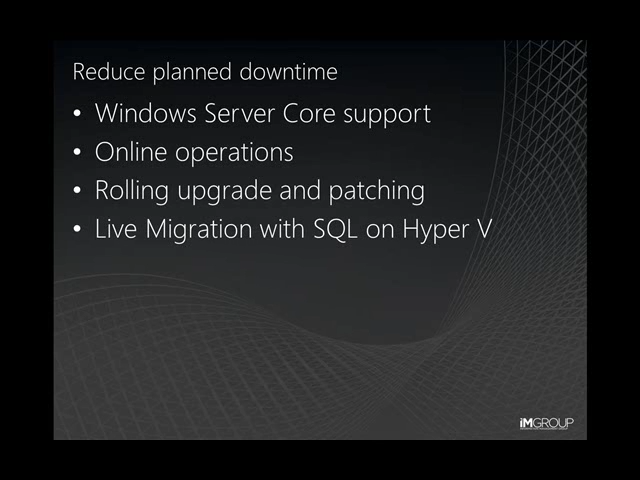 Reduce planned downtime
• Windows Server Core support
• Online operations
• Rolling upgrade and patching
• Live Migration with SQL on Hyper V
iMGROUP